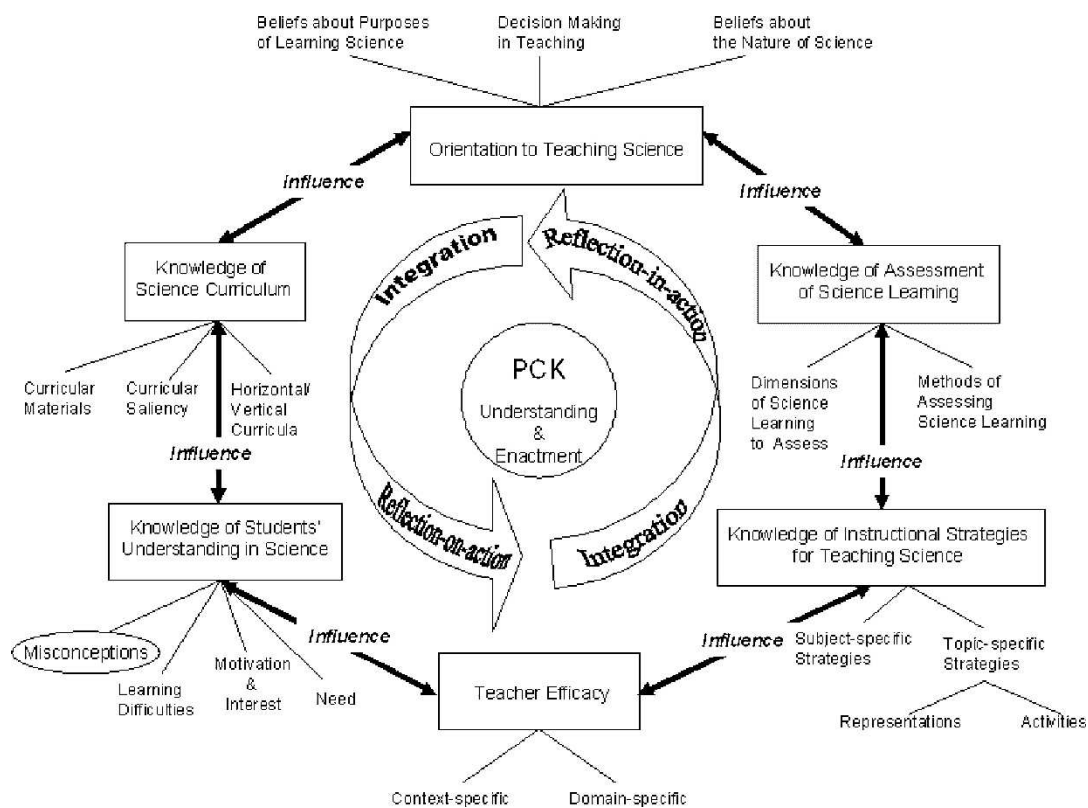 Beliefs about Purposes
of Learning Science
Decision Making
in Teaching
Beliefs about
the Nature of Science
Orientation to Teaching Science
Influence
Influence
Integration
Reflection-in-action
Knowledge of
Science Curriculum
Knowledge of Assessment
of Science Learning
PCK
Understanding
&
Enactment
Curricular
Materials
Curricular
Saliency
Horizontal/
Vertical
Curricula
Dimensions
of Science
Learning
to Assess
Methods of
Assessing
Science Learning
Influence
Influence
Reflection-on-action
Integration
Knowledge of Students'
Understanding in Science
Knowledge of Instructional Strategies
for Teaching Science
Influence
Influence
Misconceptions
Learning
Difficulties
Motivation
&
Interest
Need
Teacher Efficacy
Subject-specific
Strategies
Topic-specific
Strategies
Representations
Activities
Context-specific
Domain-specific